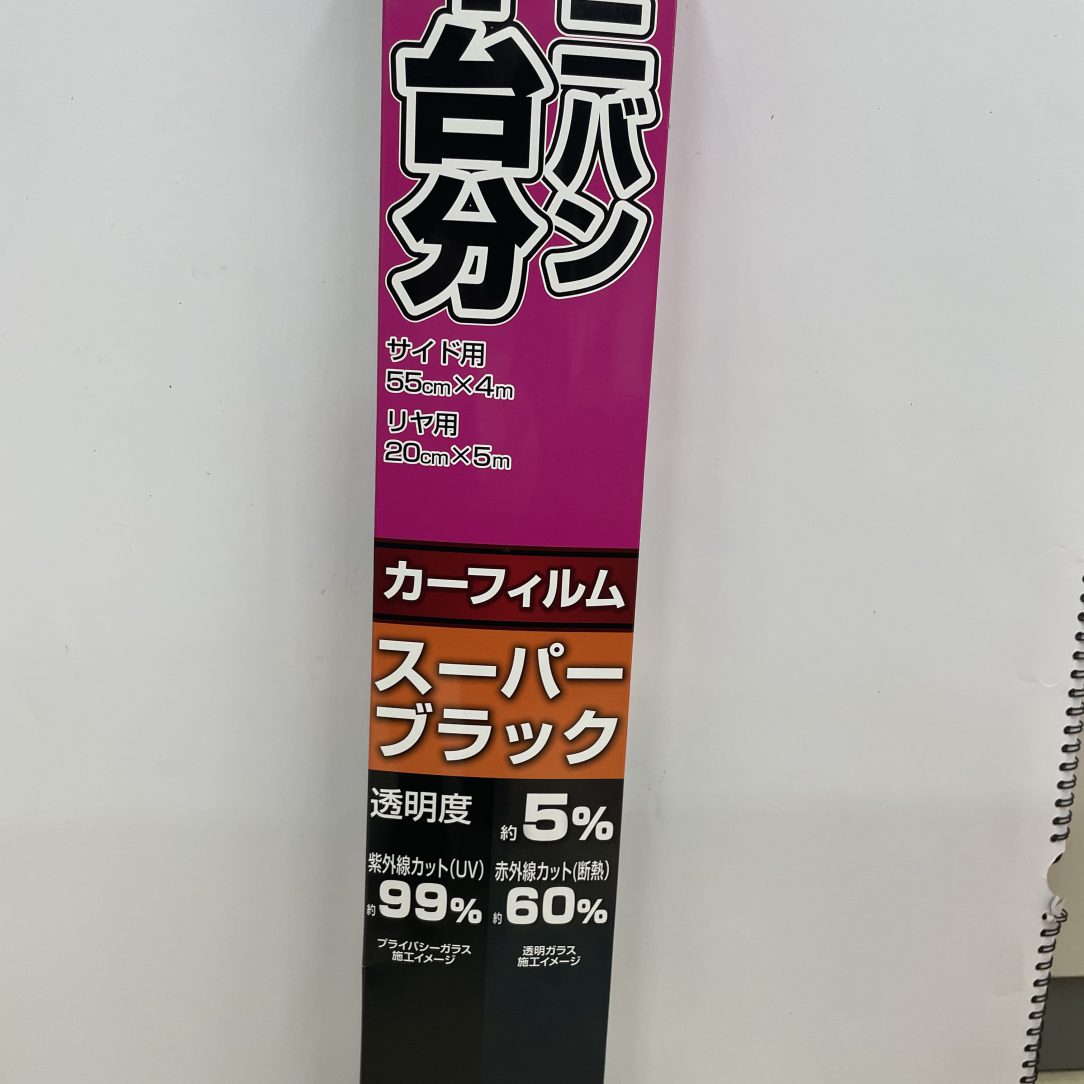 ミニバン
台分
サイド用
55cm×4m
リヤ用
20cm×5m
カーフィルム
スーパー
ブラック
透明度
約5%
紫外線カット(UV)
約99%
赤外線カット(断熱)
約60%
プライバシーガラス
施工イメージ
透明ガラス
施工イメージ